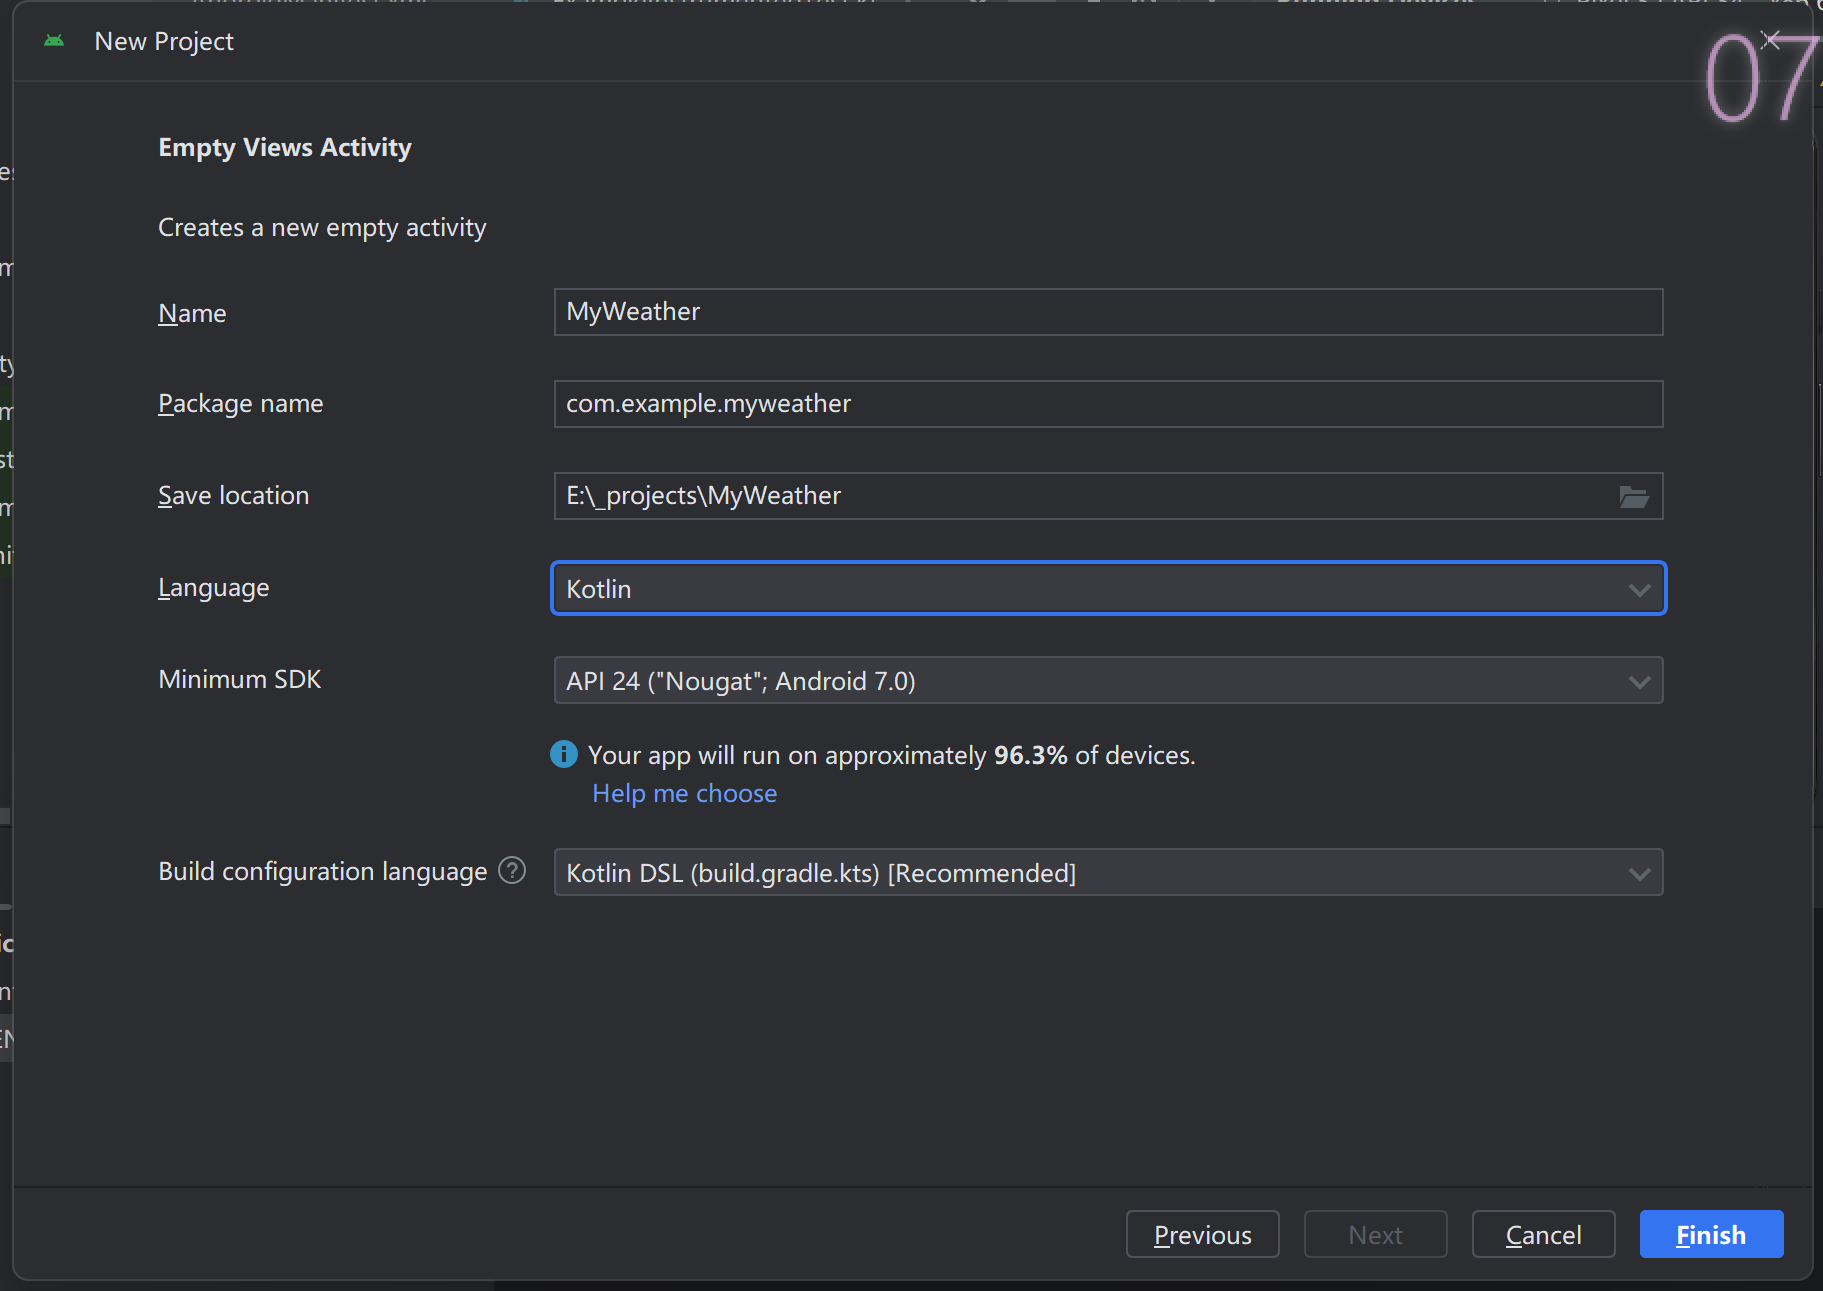 New Project
07
Empty Views Activity
Creates a new empty activity
Name
MyWeather
Package name
com.example.myweather
Save location
E:\_projects\MyWeather
Language
Kotlin
Minimum SDK
API 24 ("Nougat"; Android 7.0)
Your app will run on approximately 96.3% of devices.
Help me choose
Build configuration language ?
Kotlin DSL (build.gradle.kts) [Recommended]
Previous
Next
Cancel
Finish